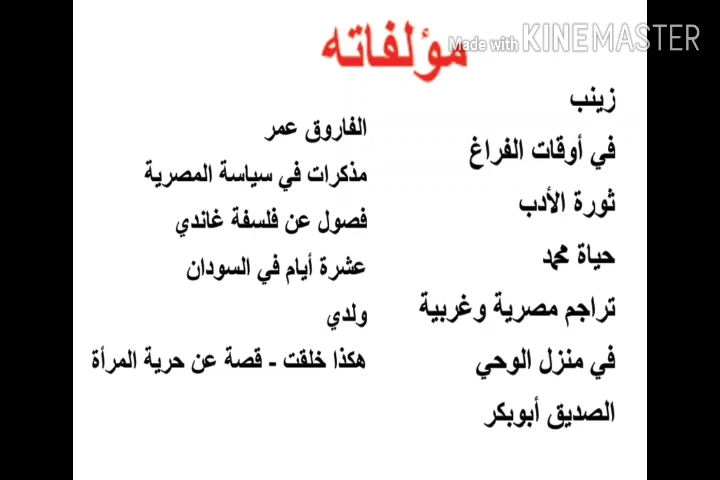 مؤلفاته
Made with KINEMASTER
زينب
في أوقات الفراغ
ثورة الأدب
حياة محمد
تراجم مصرية وغربية
في منزل الوحي
الصديق أبوبكر
الفاروق عمر
مذكرات في سياسة المصرية
فصول عن فلسفة غاندي
عشرة أيام في السودان
ولدي
هكذا خلقت - قصة عن حرية المرأة